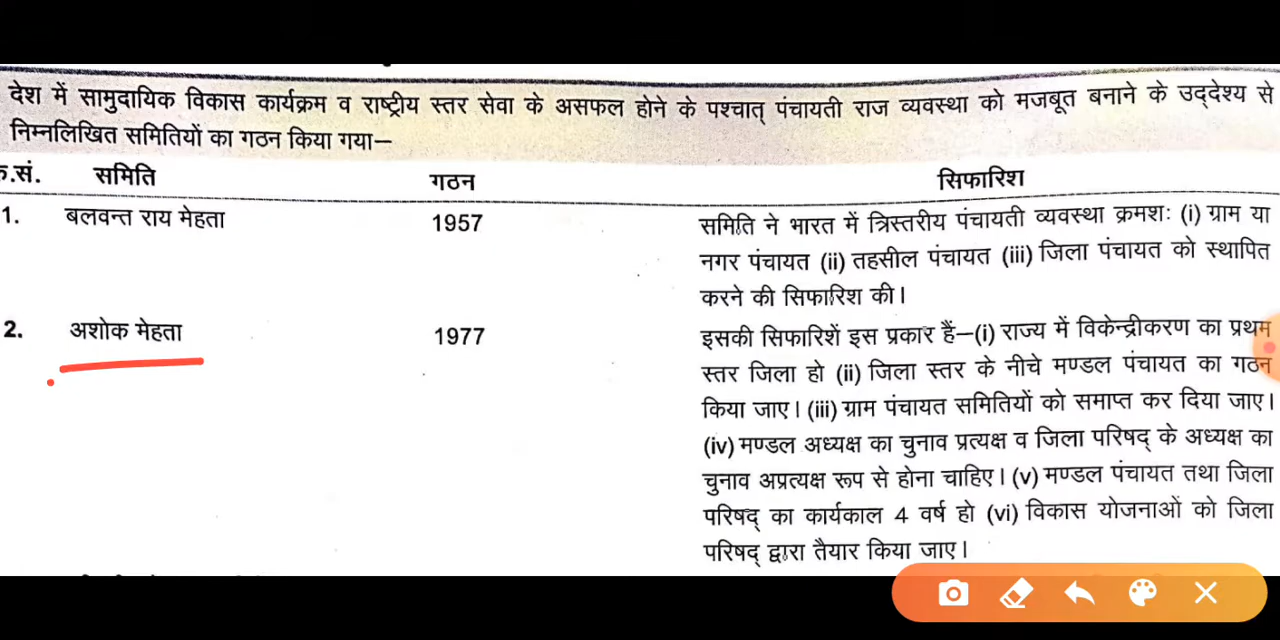 देश में सामुदायिक विकास कार्यक्रम व राष्ट्रीय स्तर सेवा के असफल होने के पश्चात् पंचायती राज व्यवस्था को मजबूत बनाने के उद्देश्य से
निम्नलिखित समितियों का गठन किया गया–
क्र.सं. समिति गठन सिफारिश
1. बलवन्त राय मेहता 1957 समिति ने भारत में त्रिस्तरीय पंचायती व्यवस्था क्रमशः (i) ग्राम या
नगर पंचायत (ii) तहसील पंचायत (iii) जिला पंचायत को स्थापित
करने की सिफारिश की।
2. अशोक मेहता 1977 इसकी सिफारिशें इस प्रकार हैं–(i) राज्य में विकेन्द्रीकरण का प्रथम
स्तर जिला हो (ii) जिला स्तर के नीचे मण्डल पंचायत का गठन
किया जाए। (iii) ग्राम पंचायत समितियों को समाप्त कर दिया जाए।
(iv) मण्डल अध्यक्ष का चुनाव प्रत्यक्ष व जिला परिषद् के अध्यक्ष का
चुनाव अप्रत्यक्ष रूप से होना चाहिए। (v) मण्डल पंचायत तथा जिला
परिषद् का कार्यकाल 4 वर्ष हो (vi) विकास योजनाओं को जिला
परिषद् द्वारा तैयार किया जाए।